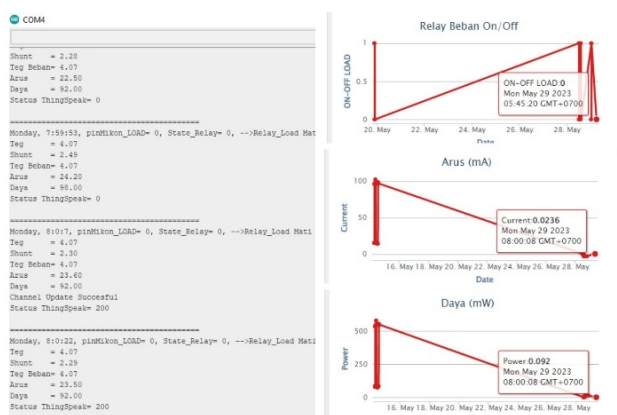 COM4
Shunt = 2.28
Teg Beban= 4.07
Arus = 22.50
Daya = 92.00
Status ThingSpeak= 0
==========================================
Monday, 7:59:53, pinMikon_LOAD= 0, State_Relay= 0, -->Relay_Load Mat
Teg = 4.07
Shunt = 2.49
Teg Beban= 4.07
Arus = 24.20
Daya = 98.00
Status ThingSpeak= 0
==========================================
Monday, 8:0:7, pinMikon_LOAD= 0, State_Relay= 0, -->Relay_Load Mati
Teg = 4.07
Shunt = 2.30
Teg Beban= 4.07
Arus = 23.60
Daya = 92.00
Channel Update Succesful
Status ThingSpeak= 200
==========================================
Monday, 8:0:22, pinMikon_LOAD= 0, State_Relay= 0, -->Relay_Load Mati
Teg = 4.07
Shunt = 2.29
Teg Beban= 4.07
Arus = 23.50
Daya = 92.00
Status ThingSpeak= 200
Relay Beban On/Off
ON-OFF LOAD
1
0.5
0
ON-OFF LOAD:0
Mon May 29 2023
05:45:20 GMT+0700
20. May 22. May 24. May 26. May 28. May
Date
Arus (mA)
Current
100
50
0
Current:0.0236
Mon May 29 2023
08:00:08 GMT+0700
16. May 18. May 20. May 22. May 24. May 26. May 28. May
Date
Daya (mW)
Power
500
250
0
Power:0.092
Mon May 29 2023
08:00:08 GMT+0700
16. May 18. May 20. May 22. May 24. May 26. May 28. May